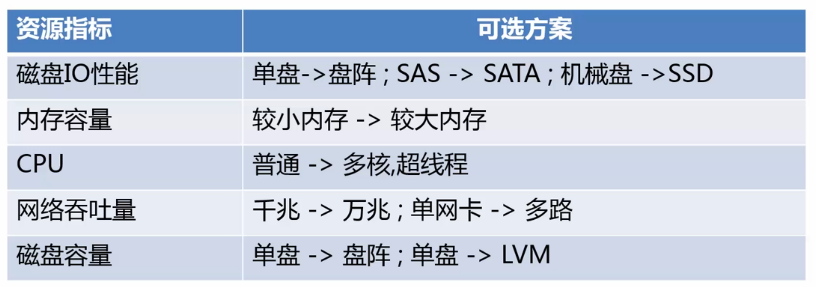 资源指标 可选方案
磁盘IO性能 单盘->盘阵 ; SAS -> SATA ; 机械盘 ->SSD
内存容量 较小内存 -> 较大内存
CPU 普通 -> 多核,超线程
网络吞吐量 千兆 -> 万兆 ; 单网卡 -> 多路
磁盘容量 单盘 -> 盘阵 ; 单盘 -> LVM